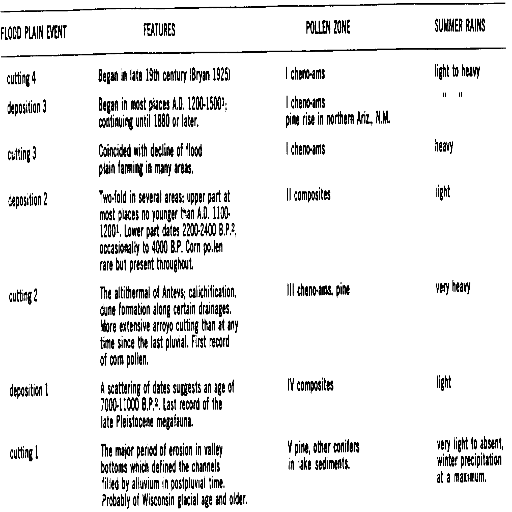 FLOOD PLAIN EVENT FEATURES POLLEN ZONE SUMMER RAINS
cutting 4 Began in late 19th century (Bryan 1925) I cheno-ams light to heavy
deposition 3 Began in most places A.D. 1200-1500¹; I cheno-ams " "
continuing until 1880 or later. pine rise in northern Ariz., N.M.
cutting 3 Coincided with decline of flood I cheno-ams heavy
plain farming in many areas.
deposition 2 Two-fold in several areas; upper part at II composites light
most places no younger than A.D. 1100-
1200¹. Lower part dates 2200-2400 B.P.²,
occasionally to 4000 B.P. Corn pollen
rare but present throughout.
cutting 2 The altithermal of Antevs; calichification, III cheno-ams, pine very heavy
dune formation along certain drainages.
More extensive arroyo cutting than at any
time since the last pluvial. First record
of corn pollen.
deposition 1 A scattering of dates suggests an age of IV composites light
7000-11000 B.P.². Last record of the
late Pleistocene megafauna.
cutting 1 The major period of erosion in valley V pine, other conifers very light to absent,
bottoms which defined the channels in lake sediments. winter precipitation
filled by alluvium in postpluvial time. at a maximum.
Probably of Wisconsin glacial age and older.